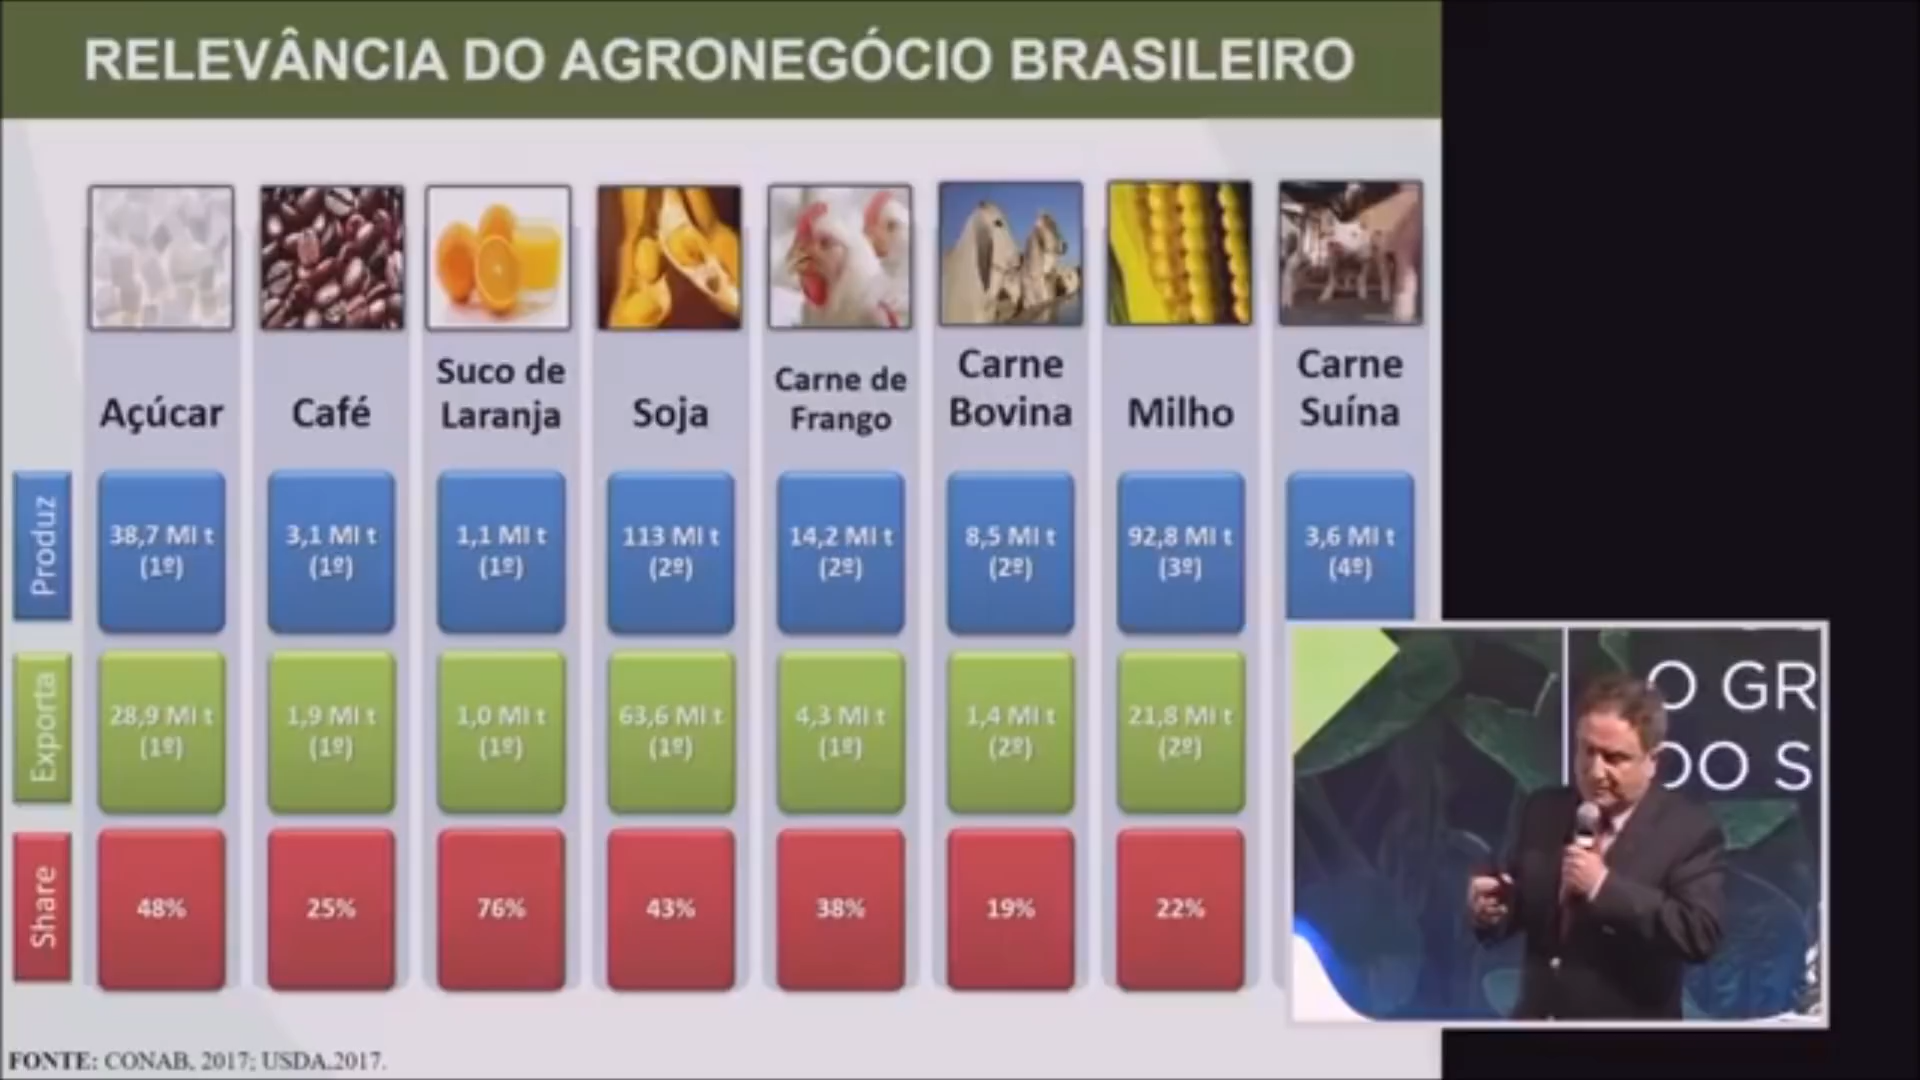 RELEVÂNCIA DO AGRONEGÓCIO BRASILEIRO
Açúcar
Café
Suco de
Laranja
Soja
Carne de
Frango
Carne
Bovina
Milho
Carne
Suína
Produz
38,7 MI t
(1º)
3,1 MI t
(1º)
1,1 MI t
(1º)
113 MI t
(2º)
14,2 MI t
(2º)
8,5 MI t
(2º)
92,8 MI t
(3º)
3,6 MI t
(4º)
Exporta
28,9 MI t
(1º)
1,9 MI t
(1º)
1,0 MI t
(1º)
63,6 MI t
(1º)
4,3 MI t
(1º)
1,4 MI t
(2º)
21,8 MI t
(2º)
Share
48%
25%
76%
43%
38%
19%
22%
O GR
DO S
FONTE: CONAB, 2017; USDA.2017.